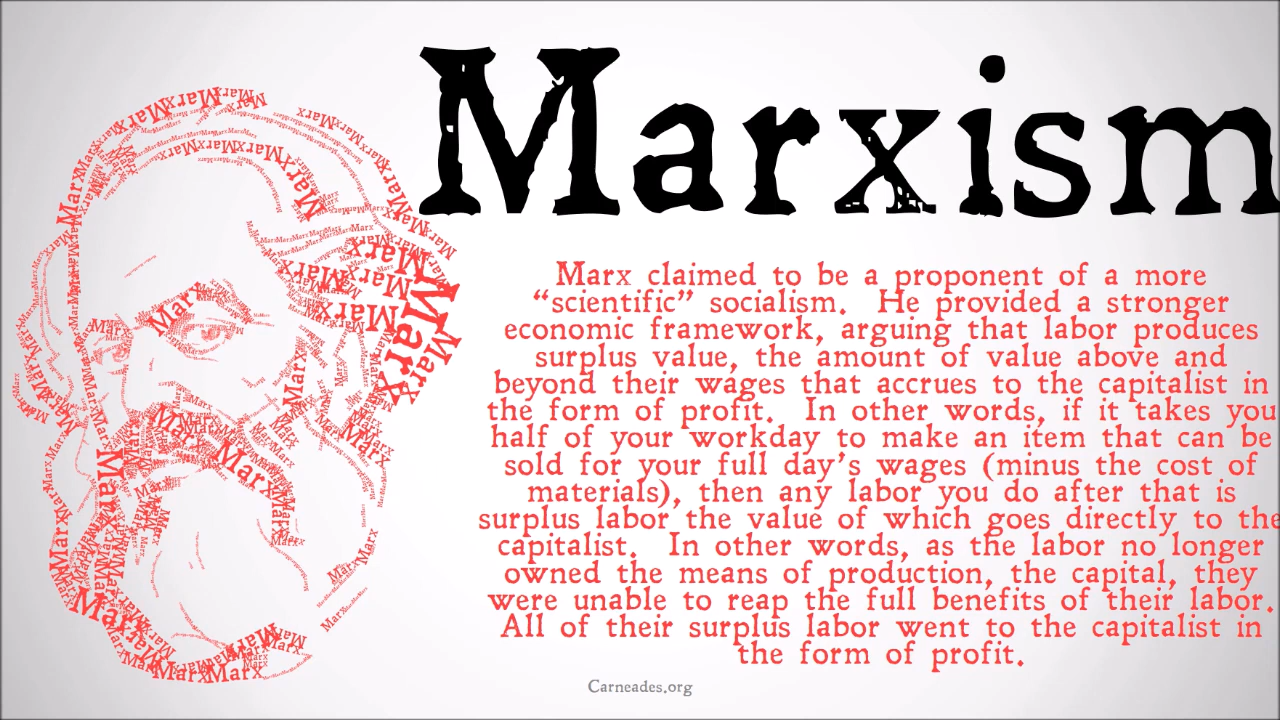 Marxism
Marx claimed to be a proponent of a more
“scientific” socialism. He provided a stronger
economic framework, arguing that labor produces
surplus value, the amount of value above and
beyond their wages that accrues to the capitalist in
the form of profit. In other words, if it takes you
half of your workday to make an item that can be
sold for your full day’s wages (minus the cost of
materials), then any labor you do after that is
surplus labor the value of which goes directly to the
capitalist. In other words, as the labor no longer
owned the means of production, the capital, they
were unable to reap the full benefits of their labor.
All of their surplus labor went to the capitalist in
the form of profit.
Carneades.org